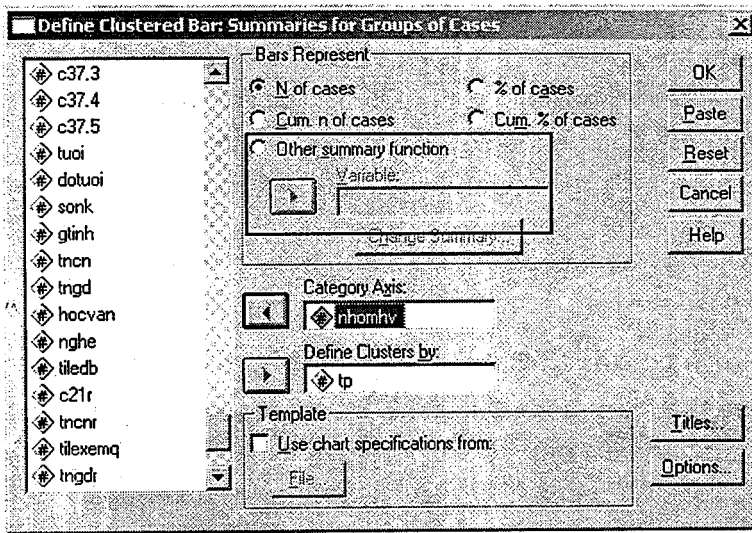 Define Clustered Bar: Summaries for Groups of Cases
c37.3
c37.4
c37.5
tuoi
dotuoi
sonk
gtinh
tncn
tngd
hocvan
nghe
tiledb
c21r
tncnr
tilexemq
tngdr
Bars Represent
N of cases
% of cases
Cum. n of cases
Cum. % of cases
Other summary function
Variable:
Change Summary...
Category Axis:
nhomhv
Define Clusters by:
tp
Template
Use chart specifications from:
File...
OK
Paste
Reset
Cancel
Help
Titles...
Options...